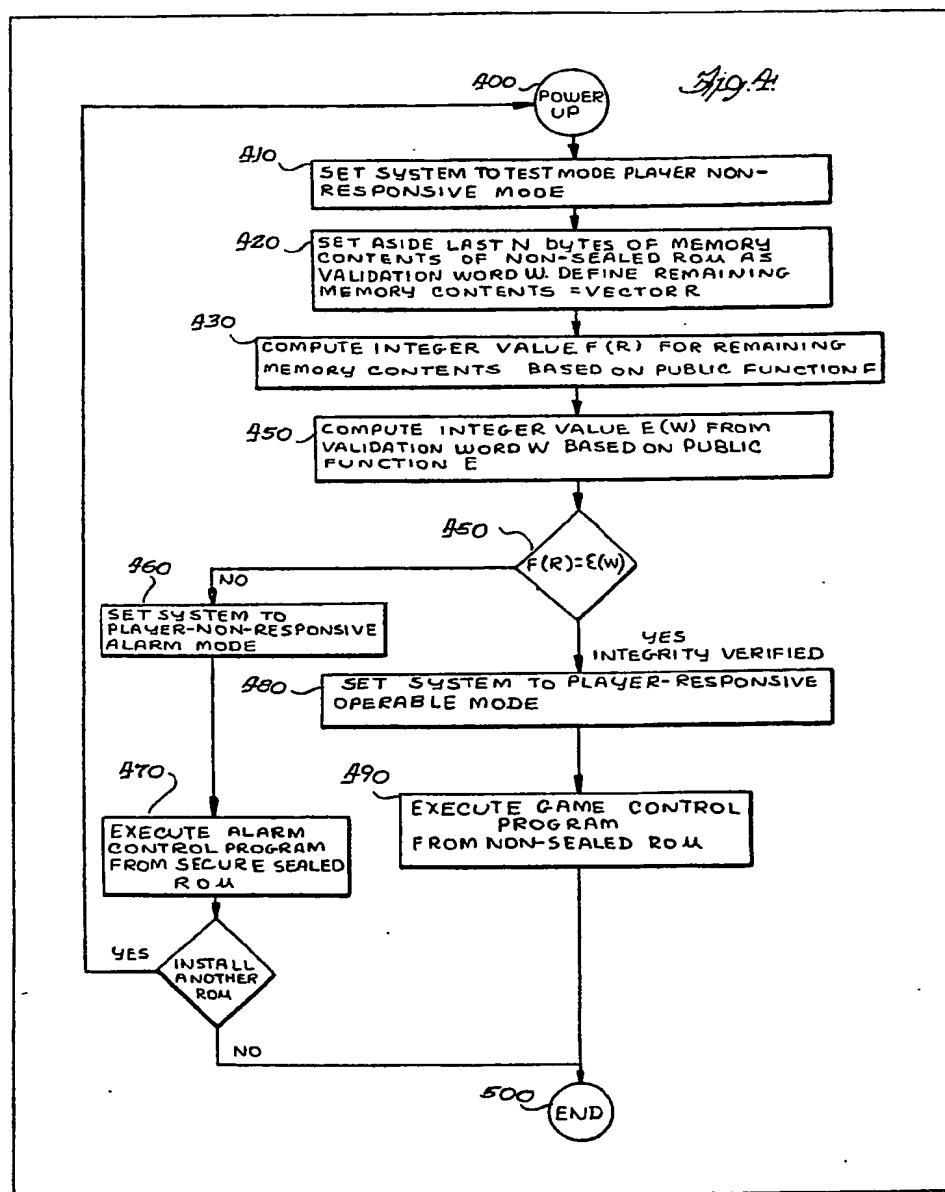 Fig. 4.
400
POWER
UP
410
SET SYSTEM TO TEST MODE PLAYER NON-
RESPONSIVE MODE
420
SET ASIDE LAST N BYTES OF MEMORY
CONTENTS OF NON-SEALED ROM AS
VALIDATION WORD W. DEFINE REMAINING
MEMORY CONTENTS =VECTOR R
430
COMPUTE INTEGER VALUE F(R) FOR REMAINING
MEMORY CONTENTS BASED ON PUBLIC FUNCTION F
450
COMPUTE INTEGER VALUE E(W) FROM
VALIDATION WORD W BASED ON PUBLIC
FUNCTION E
450
F(R)=E(W)
NO
460
SET SYSTEM TO
PLAYER-NON-RESPONSIVE
ALARM MODE
YES
INTEGRITY VERIFIED
480
SET SYSTEM TO PLAYER-RESPONSIVE
OPERABLE MODE
470
EXECUTE ALARM
CONTROL PROGRAM
FROM SECURE SEALED
ROM
490
EXECUTE GAME CONTROL
PROGRAM
FROM NON-SEALED ROM
YES
INSTALL
ANOTHER
ROM
NO
500
END